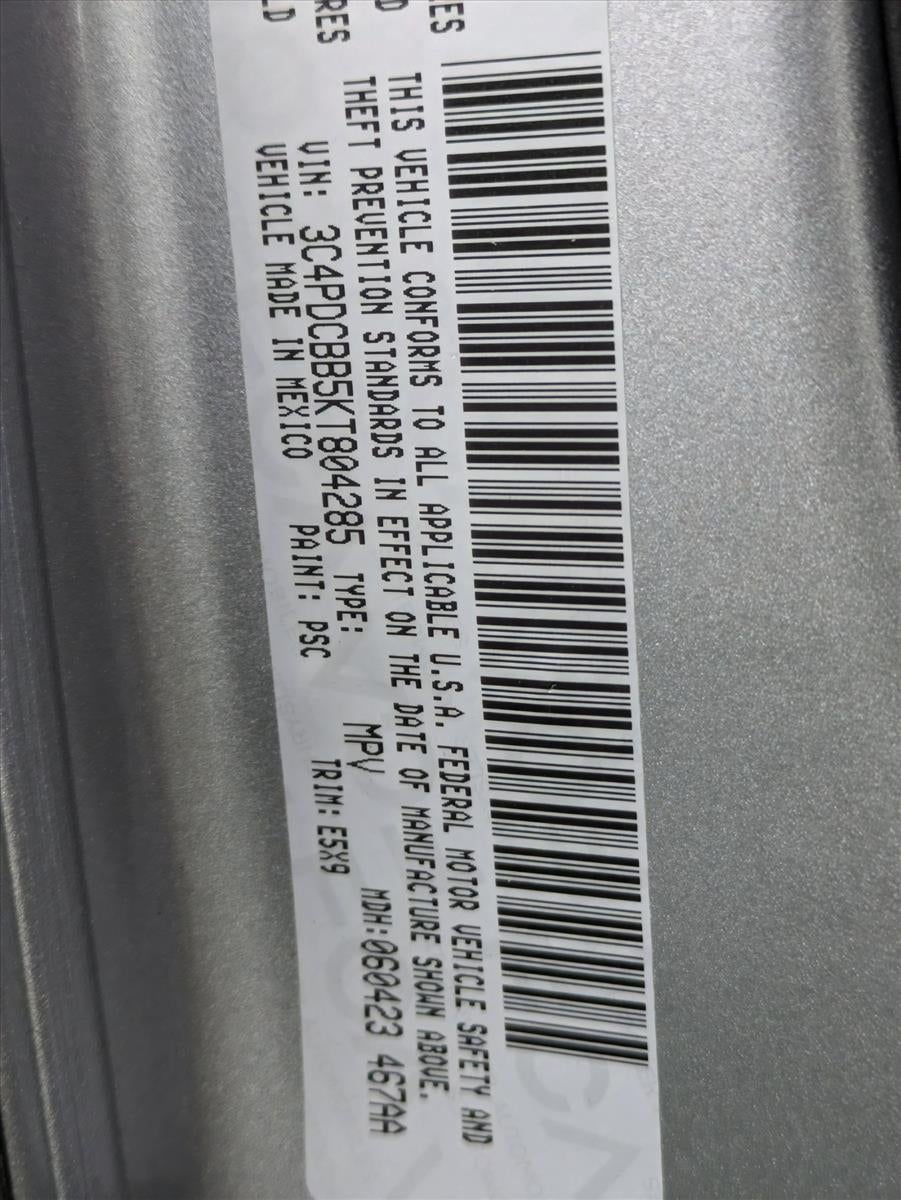 ES
THIS VEHICLE CONFORMS TO ALL APPLICABLE U.S.A. FEDERAL MOTOR VEHICLE SAFETY AND
THEFT PREVENTION STANDARDS IN EFFECT ON THE DATE OF MANUFACTURE SHOWN ABOVE.
VIN: 3C4PDCBB5KT804285 TYPE: MPV MDH:060423 467AA
VEHICLE MADE IN MEXICO PAINT: PSC TRIM: E5X9